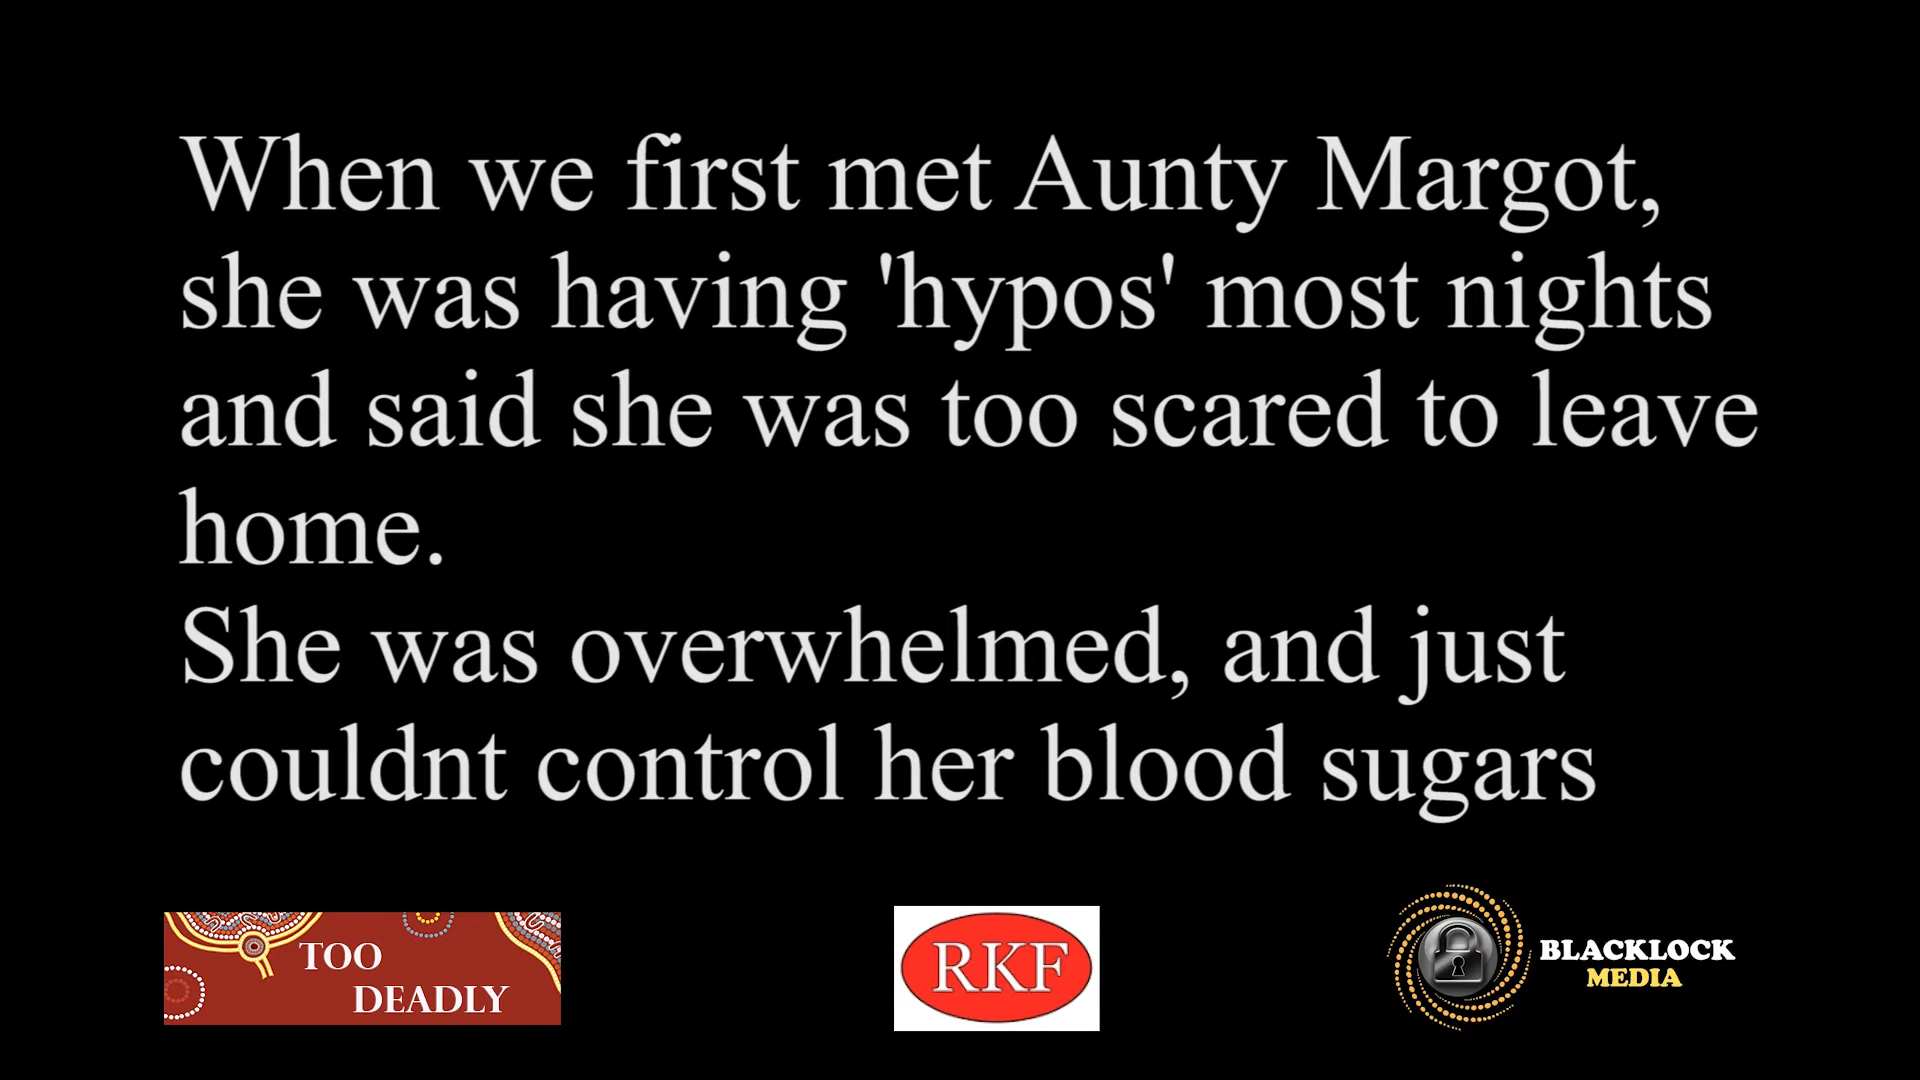 When we first met Aunty Margot,
she was having 'hypos' most nights
and said she was too scared to leave
home.
She was overwhelmed, and just
couldnt control her blood sugars
TOO
DEADLY
RKF
BLACKLOCK
MEDIA